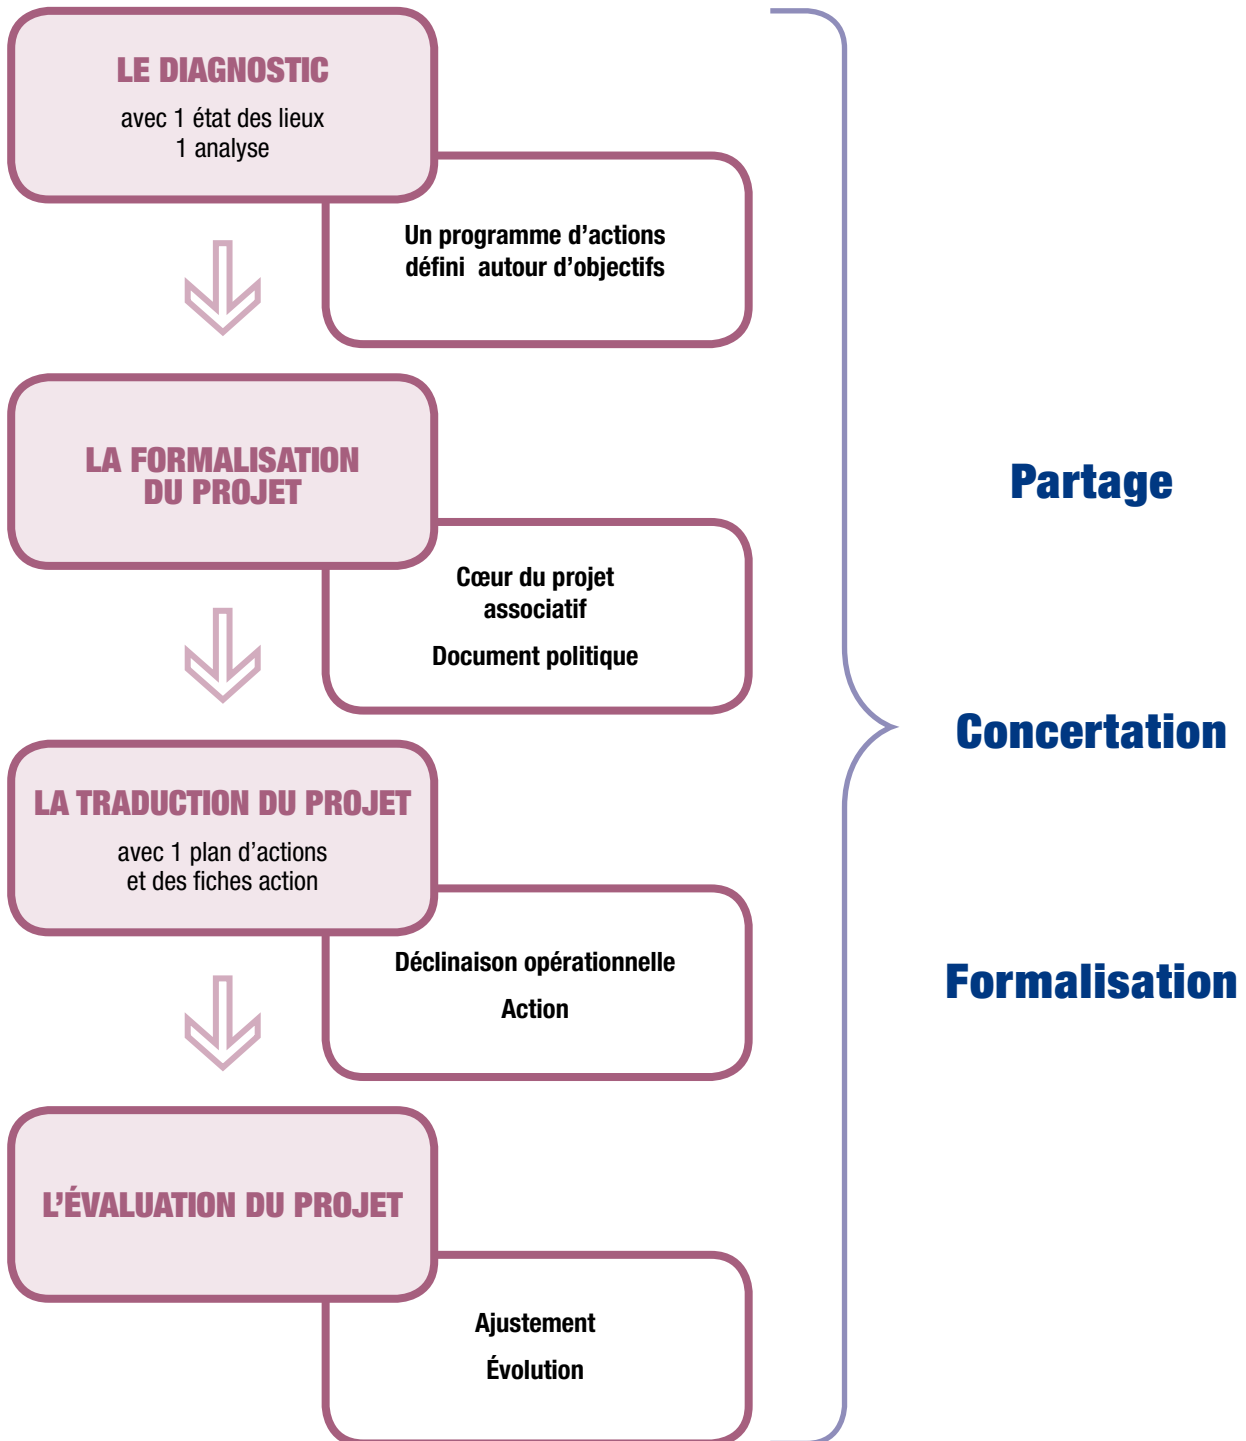 LE DIAGNOSTIC
avec 1 état des lieux
1 analyse
Un programme d’actions
défini autour d’objectifs
LA FORMALISATION
DU PROJET
Cœur du projet
associatif
Document politique
LA TRADUCTION DU PROJET
avec 1 plan d’actions
et des fiches action
Déclinaison opérationnelle
Action
L’ÉVALUATION DU PROJET
Ajustement
Évolution
Partage
Concertation
Formalisation